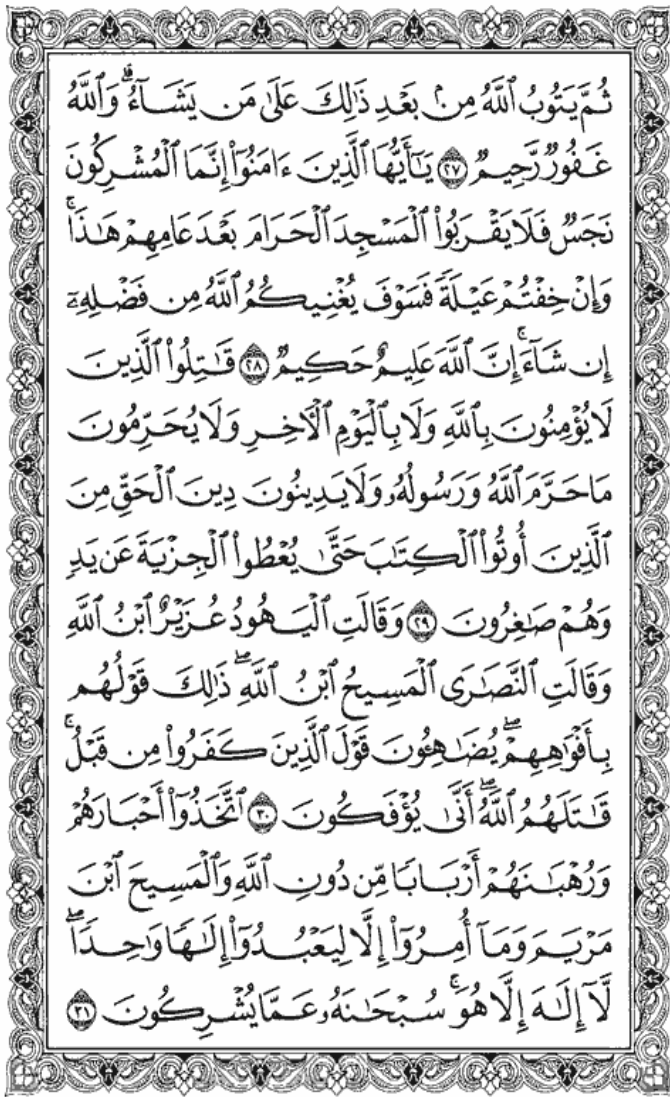 ثُمَّ يَتُوبُ ٱللَّهُ مِنۢ بَعْدِ ذَٰلِكَ عَلَىٰ مَن يَشَآءُ ۗ وَٱللَّهُ
غَفُورٌ رَّحِيمٌ ٢٧ يَٰٓأَيُّهَا ٱلَّذِينَ ءَامَنُوٓا۟ إِنَّمَا ٱلْمُشْرِكُونَ
نَجَسٌ فَلَا يَقْرَبُوا۟ ٱلْمَسْجِدَ ٱلْحَرَامَ بَعْدَ عَامِهِمْ هَٰذَا ۚ
وَإِنْ خِفْتُمْ عَيْلَةً فَسَوْفَ يُغْنِيكُمُ ٱللَّهُ مِن فَضْلِهِۦٓ
إِن شَآءَ ۚ إِنَّ ٱللَّهَ عَلِيمٌ حَكِيمٌ ٢٨ قَٰتِلُوا۟ ٱلَّذِينَ
لَا يُؤْمِنُونَ بِٱللَّهِ وَلَا بِٱلْيَوْمِ ٱلْءَاخِرِ وَلَا يُحَرِّمُونَ
مَا حَرَّمَ ٱللَّهُ وَرَسُولُهُۥ وَلَا يَدِينُونَ دِينَ ٱلْحَقِّ مِنَ
ٱلَّذِينَ أُوتُوا۟ ٱلْكِتَٰبَ حَتَّىٰ يُعْطُوا۟ ٱلْجِزْيَةَ عَن يَدٍ
وَهُمْ صَٰغِرُونَ ٢٩ وَقَالَتِ ٱلْيَهُودُ عُزَيْرٌ ٱبْنُ ٱللَّهِ
وَقَالَتِ ٱلنَّصَٰرَى ٱلْمَسِيحُ ٱبْنُ ٱللَّهِ ۖ ذَٰلِكَ قَوْلُهُم
بِأَفْوَٰهِهِمْ ۖ يُضَٰهِـُٔونَ قَوْلَ ٱلَّذِينَ كَفَرُوا۟ مِن قَبْلُ ۚ
قَٰتَلَهُمُ ٱللَّهُ ۖ أَنَّىٰ يُؤْفَكُونَ ٣٠ ٱتَّخَذُوٓا۟ أَحْبَارَهُمْ
وَرُهْبَٰنَهُمْ أَرْبَابًا مِّن دُونِ ٱللَّهِ وَٱلْمَسِيحَ ٱبْنَ
مَرْيَمَ وَمَآ أُمِرُوٓا۟ إِلَّا لِيَعْبُدُوٓا۟ إِلَٰهًا وَٰحِدًا ۖ
لَّآ إِلَٰهَ إِلَّا هُوَ ۚ سُبْحَٰنَهُۥ عَمَّا يُشْرِكُونَ ٣١